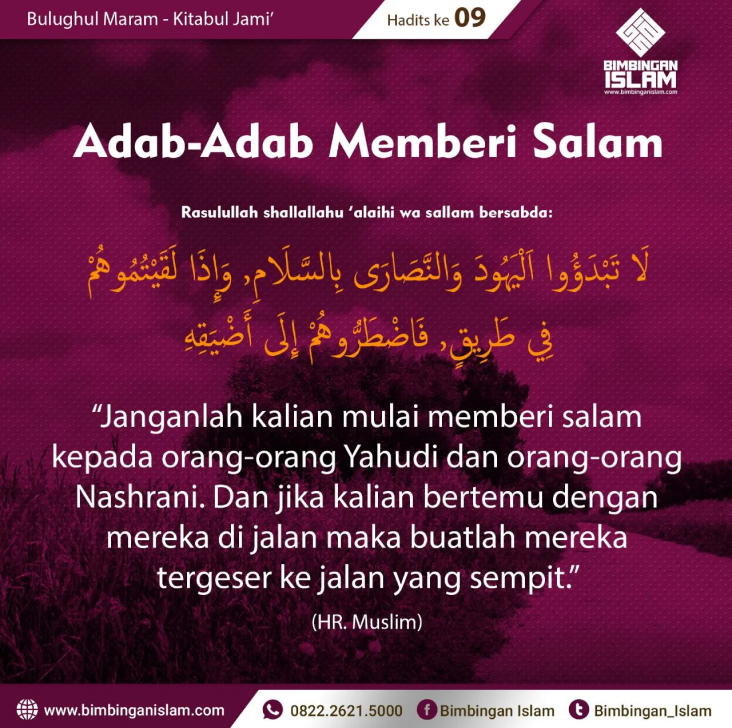 Bulughul Maram - Kitabul Jami’
Hadits ke 09
BIMBINGAN
ISLAM
www.bimbinganislam.com
Adab-Adab Memberi Salam
Rasulullah shallallahu ‘alaihi wa sallam bersabda:
لَا تَبْدَؤُوا اَلْيَهُودَ وَالنَّصَارَى بِالسَّلَامِ, وَإِذَا لَقَيْتُمُوهُمْ
فِي طَرِيقٍ, فَاضْطَرُّوهُمْ إِلَى أَضْيَقِهِ
“Janganlah kalian mulai memberi salam
kepada orang-orang Yahudi dan orang-orang
Nashrani. Dan jika kalian bertemu dengan
mereka di jalan maka buatlah mereka
tergeser ke jalan yang sempit.”
(HR. Muslim)
www.bimbinganislam.com
0822.2621.5000
Bimbingan Islam
Bimbingan_Islam